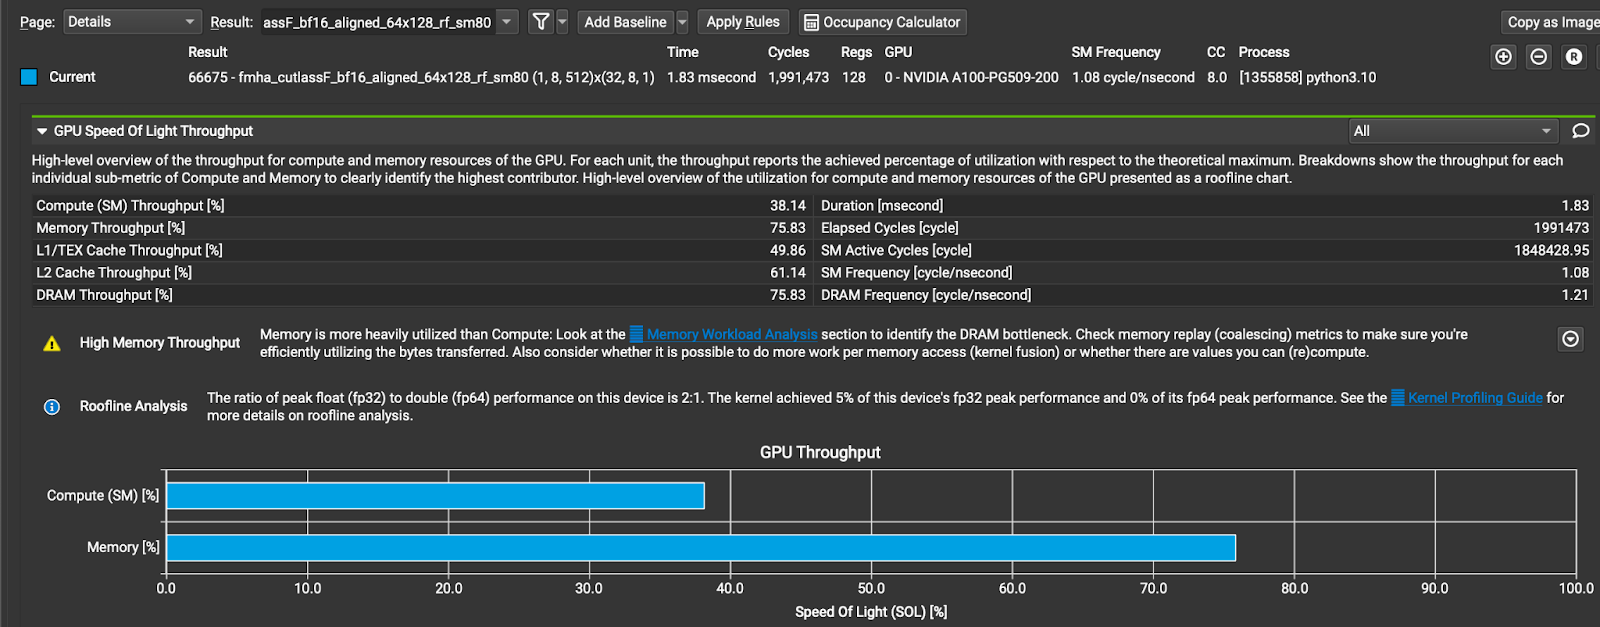 Page: Details Result: assF_bf16_aligned_64x128_rf_sm80 Add Baseline Apply Rules Occupancy Calculator Copy as Image
Result Time Cycles Regs GPU SM Frequency CC Process
Current 66675 - fmha_cutlassF_bf16_aligned_64x128_rf_sm80 (1, 8, 512)x(32, 8, 1) 1.83 msecond 1,991,473 128 0 - NVIDIA A100-PG509-200 1.08 cycle/nsecond 8.0 [1355858] python3.10
R
GPU Speed Of Light Throughput All
High-level overview of the throughput for compute and memory resources of the GPU. For each unit, the throughput reports the achieved percentage of utilization with respect to the theoretical maximum. Breakdowns show the throughput for each
individual sub-metric of Compute and Memory to clearly identify the highest contributor. High-level overview of the utilization for compute and memory resources of the GPU presented as a roofline chart.
Compute (SM) Throughput [%] 38.14 Duration [msecond] 1.83
Memory Throughput [%] 75.83 Elapsed Cycles [cycle] 1991473
L1/TEX Cache Throughput [%] 49.86 SM Active Cycles [cycle] 1848428.95
L2 Cache Throughput [%] 61.14 SM Frequency [cycle/nsecond] 1.08
DRAM Throughput [%] 75.83 DRAM Frequency [cycle/nsecond] 1.21
High Memory Throughput
Memory is more heavily utilized than Compute: Look at the Memory Workload Analysis section to identify the DRAM bottleneck. Check memory replay (coalescing) metrics to make sure you're
efficiently utilizing the bytes transferred. Also consider whether it is possible to do more work per memory access (kernel fusion) or whether there are values you can (re)compute.
Roofline Analysis
The ratio of peak float (fp32) to double (fp64) performance on this device is 2:1. The kernel achieved 5% of this device's fp32 peak performance and 0% of its fp64 peak performance. See the Kernel Profiling Guide for
more details on roofline analysis.
GPU Throughput
Compute (SM) [%]
Memory [%]
0.0 10.0 20.0 30.0 40.0 50.0 60.0 70.0 80.0 90.0 100.0
Speed Of Light (SOL) [%]